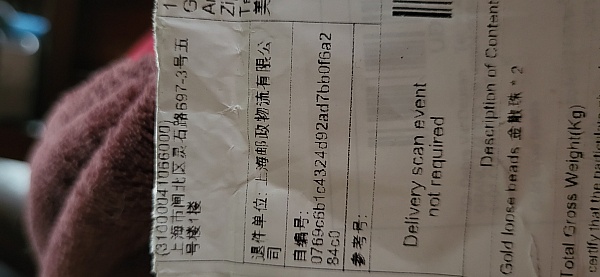 (31000410566000)
上海市闸北区灵石路697-3号五
号楼1楼
退件单位: 上海邮政物流有限公
司
自编号:
0769c6b1c4324d92ad7bb0f6a2
84c0
参考号:
Delivery scan event
not required
Description of Content
Gold loose beads 金散珠 * 2
Total Gross Weight(Kg)